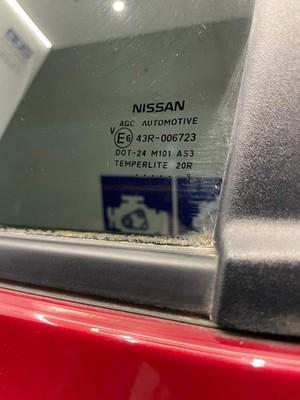 NISSAN
AGC AUTOMOTIVE
V E6 43R-006723
DOT-24 M101 AS3
TEMPERLITE 20R